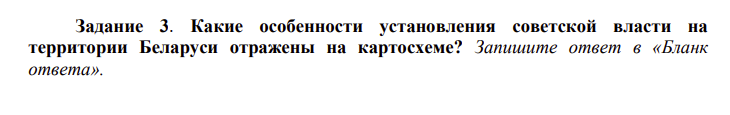 Задание 3. Какие особенности установления советской власти на
территории Беларуси отражены на картосхеме? Запишите ответ в «Бланк
ответа».